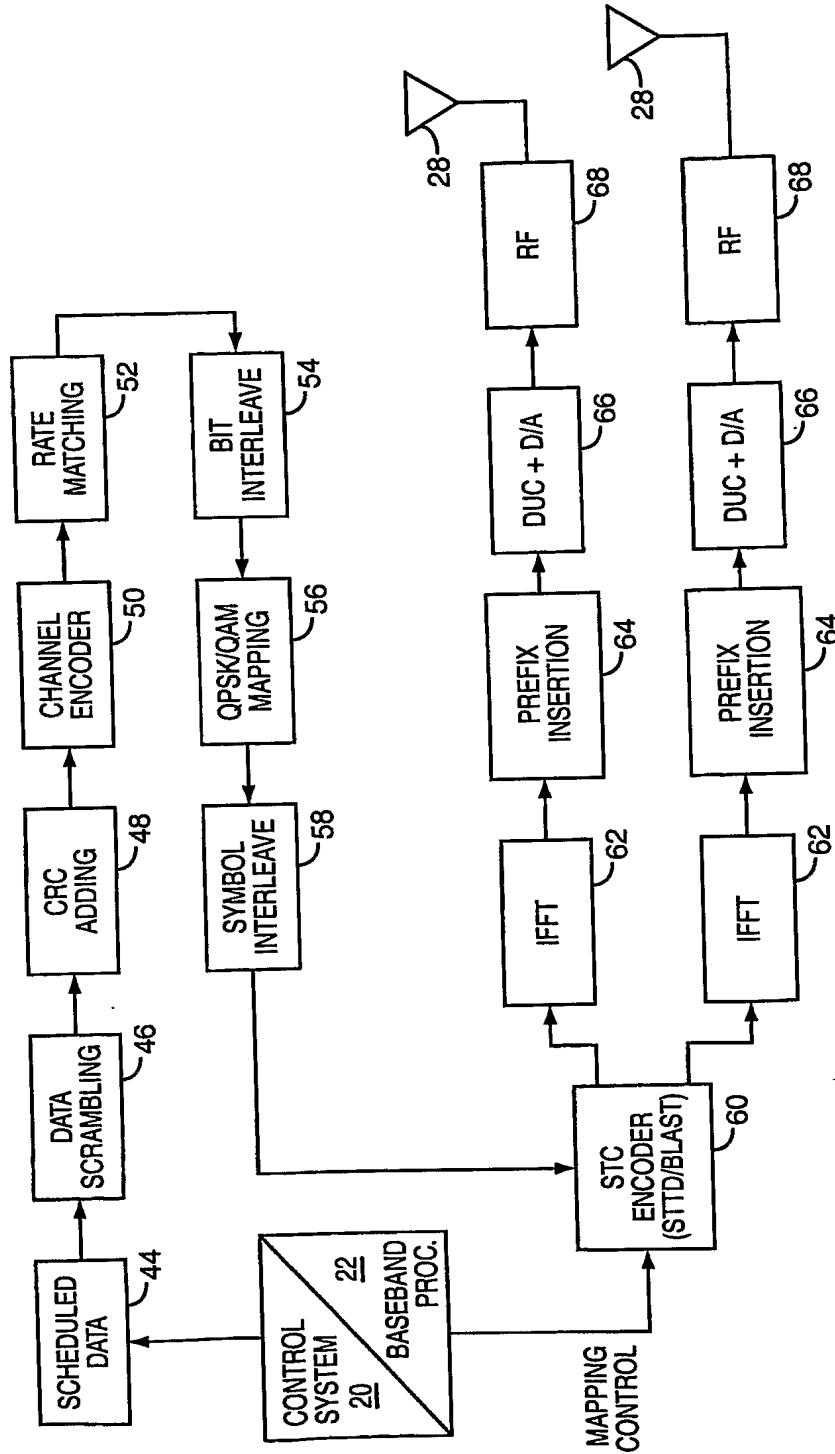 SCHEDULED
DATA
44
DATA
SCRAMBLING
46
CRC
ADDING
48
CHANNEL
ENCODER
50
RATE
MATCHING
52
BIT
INTERLEAVE
54
QPSK/QAM
MAPPING
56
SYMBOL
INTERLEAVE
58
CONTROL
SYSTEM
20
22
BASEBAND
PROC.
MAPPING
CONTROL
STC
ENCODER
(STTD/BLAST)
60
IFFT
62
PREFIX
INSERTION
64
DUC + D/A
66
RF
68
28
IFFT
62
PREFIX
INSERTION
64
DUC + D/A
66
RF
68
28